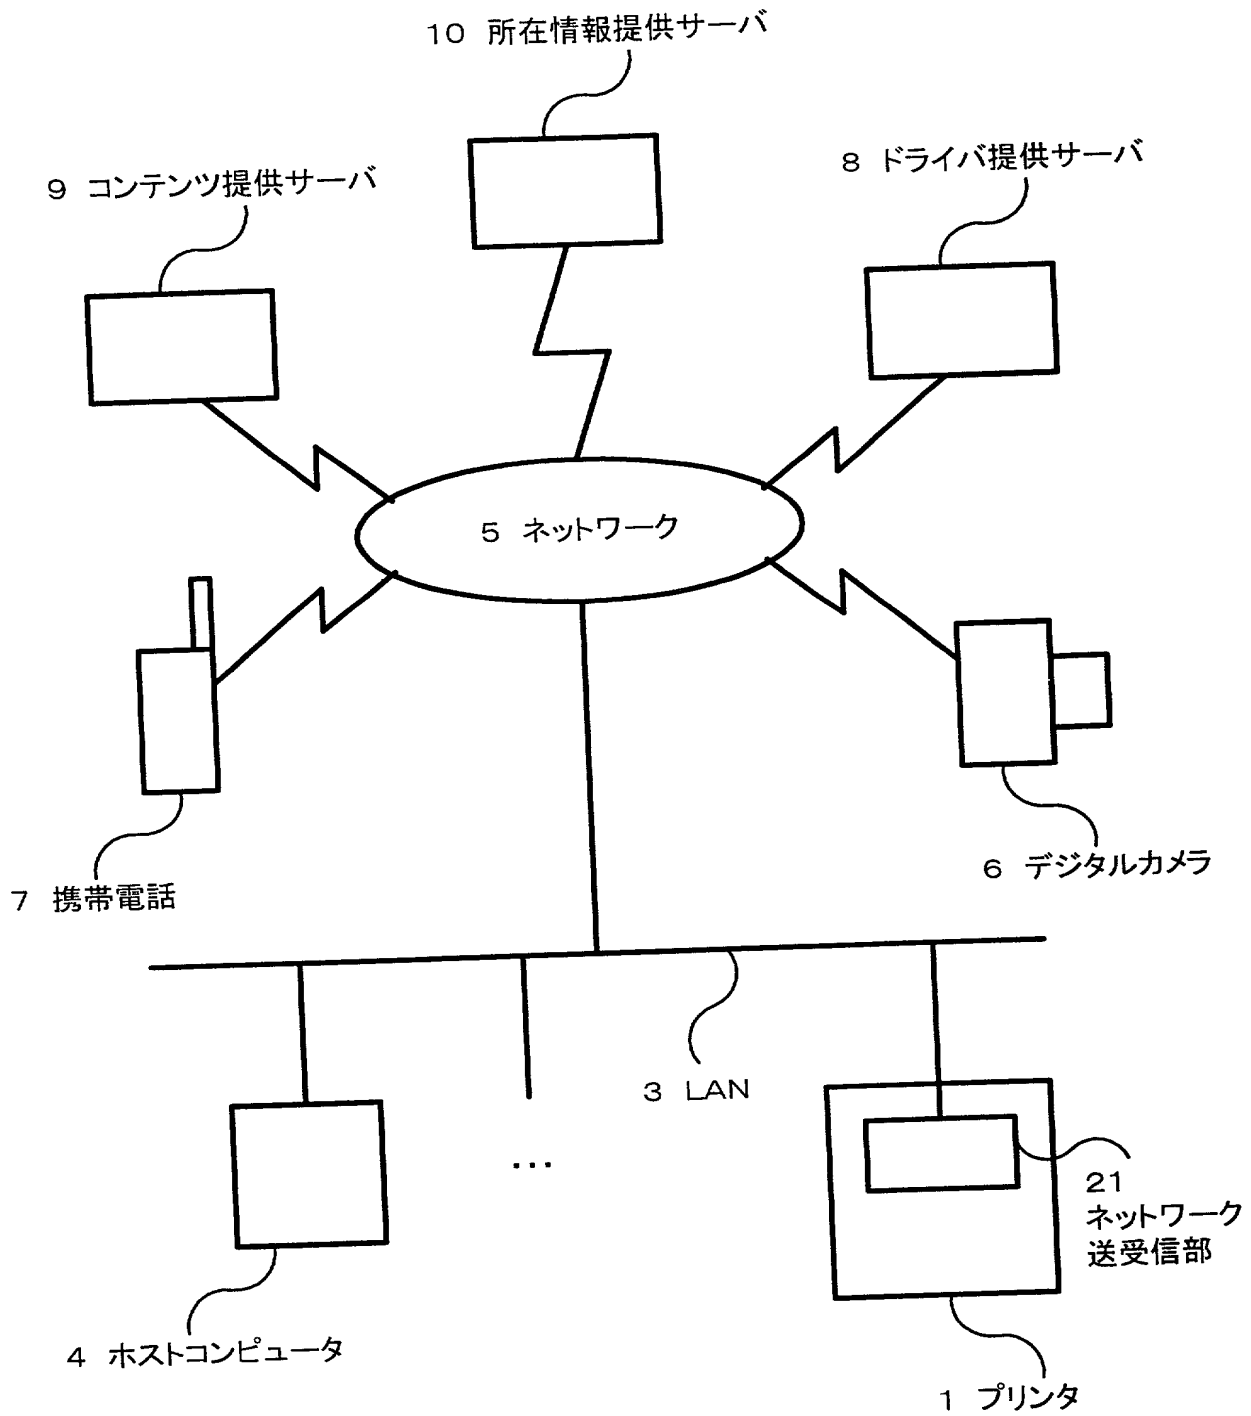 10 所在情報提供サーバ
9 コンテンツ提供サーバ
8 ドライバ提供サーバ
5 ネットワーク
7 携帯電話
6 デジタルカメラ
3 LAN
...
21
ネットワーク
送受信部
4 ホストコンピュータ
1 プリンタ